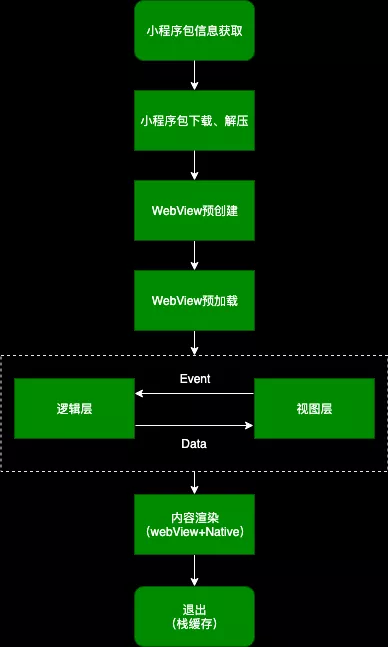 小程序包信息获取
小程序包下载、解压
WebView预创建
WebView预加载
Event
逻辑层
视图层
Data
内容渲染
（webView+Native）
退出
（栈缓存）